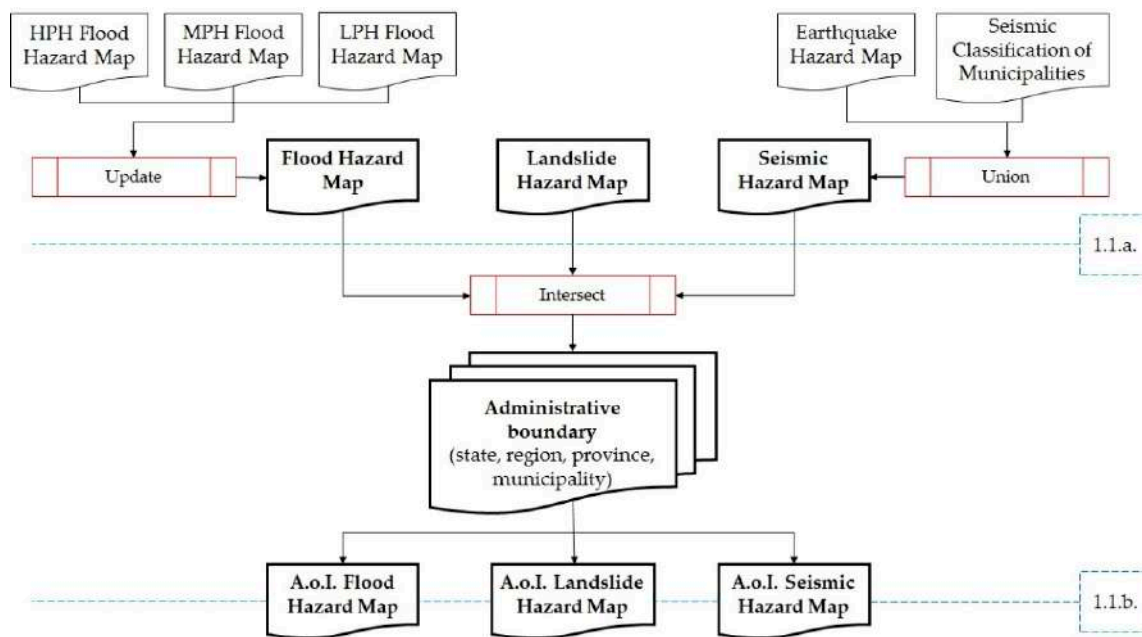 HPH Flood
Hazard Map
MPH Flood
Hazard Map
LPH Flood
Hazard Map
Earthquake
Hazard Map
Seismic
Classification of
Municipalities
Update
Flood Hazard
Map
Landslide
Hazard Map
Seismic
Hazard Map
Union
1.1.a.
Intersect
Administrative
boundary
(state, region, province,
municipality)
A.o.I. Flood
Hazard Map
A.o.I. Landslide
Hazard Map
A.o.I. Seismic
Hazard Map
1.1.b.